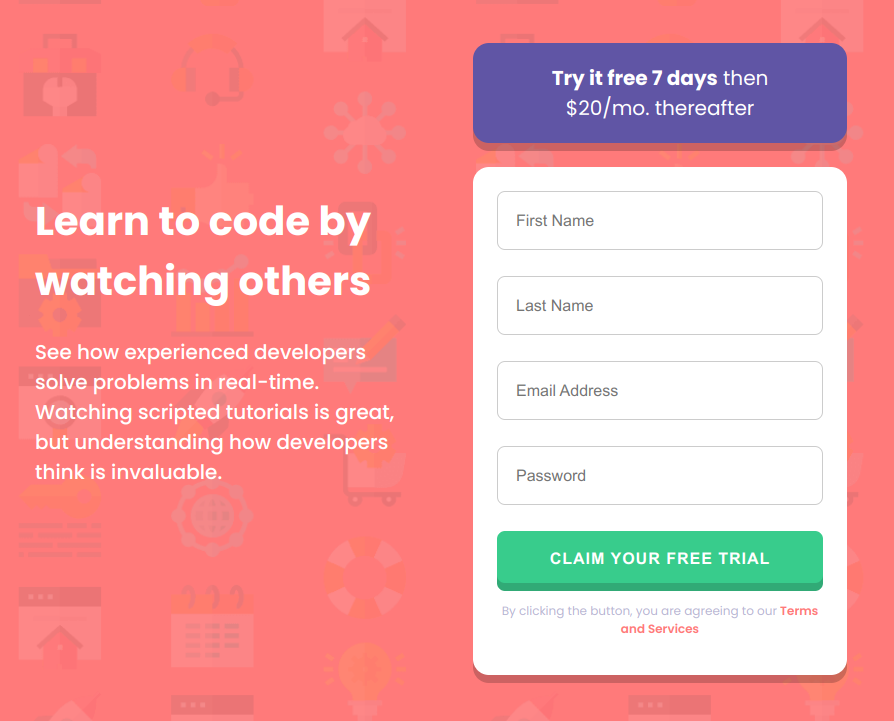 Learn to code by
watching others
See how experienced developers
solve problems in real-time.
Watching scripted tutorials is great,
but understanding how developers
think is invaluable.
Try it free 7 days then
$20/mo. thereafter
First Name
Last Name
Email Address
Password
CLAIM YOUR FREE TRIAL
By clicking the button, you are agreeing to our Terms
and Services